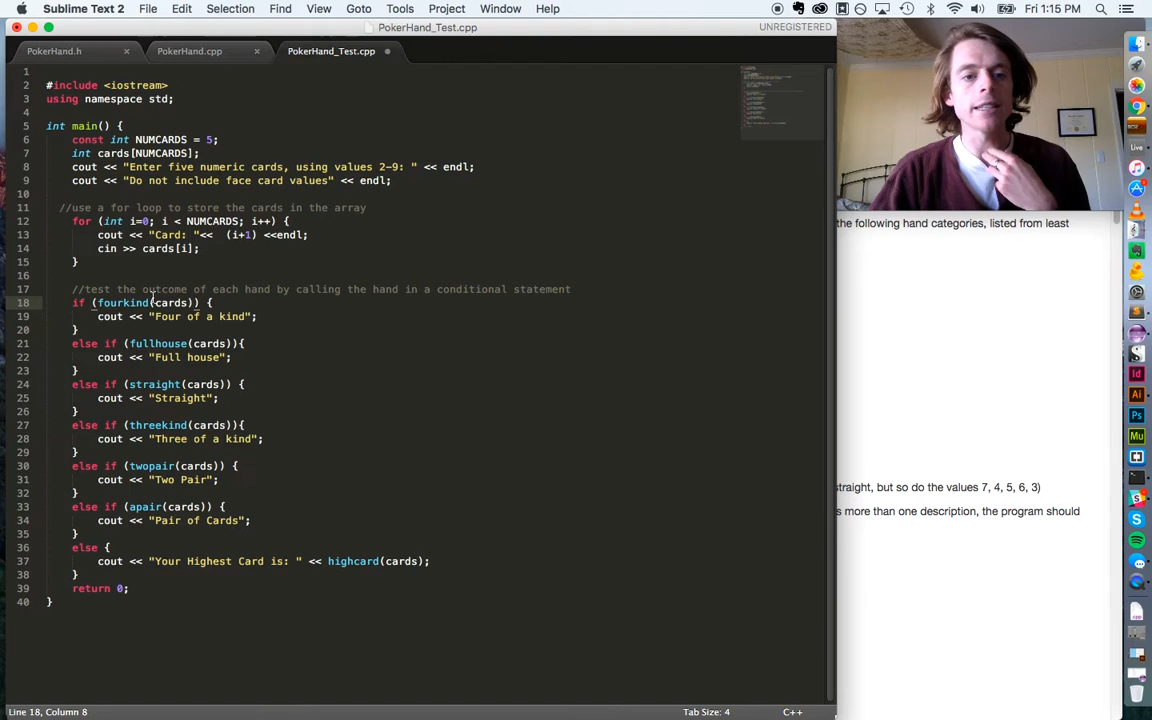 Sublime Text 2 File Edit Selection Find View Goto Tools Project Window Help Fri 1:15 PM
PokerHand_Test.cpp UNREGISTERED
PokerHand.h × PokerHand.cpp × PokerHand_Test.cpp
1
2 #include <iostream>
3 using namespace std;
4
5 int main() {
6 const int NUMCARDS = 5;
7 int cards[NUMCARDS];
8 cout << "Enter five numeric cards, using values 2-9: " << endl;
9 cout << "Do not include face card values" << endl;
10
11 //use a for loop to store the cards in the array
12 for (int i=0; i < NUMCARDS; i++) {
13 cout << "Card: "<< (i+1) <<endl;
14 cin >> cards[i];
15 }
16
17 //test the outcome of each hand by calling the hand in a conditional statement
18 if (fourkind(cards)) {
19 cout << "Four of a kind";
20 }
21 else if (fullhouse(cards)){
22 cout << "Full house";
23 }
24 else if (straight(cards)) {
25 cout << "Straight";
26 }
27 else if (threekind(cards)){
28 cout << "Three of a kind";
29 }
30 else if (twopair(cards)) {
31 cout << "Two Pair";
32 }
33 else if (apair(cards)) {
34 cout << "Pair of Cards";
35 }
36 else {
37 cout << "Your Highest Card is: " << highcard(cards);
38 }
39 return 0;
40 }
the following hand categories, listed from least
straight, but so do the values 7, 4, 5, 6, 3)
s more than one description, the program should
Live
Id
Ai
Ps
Mu
Line 18, Column 8 Tab Size: 4 C++